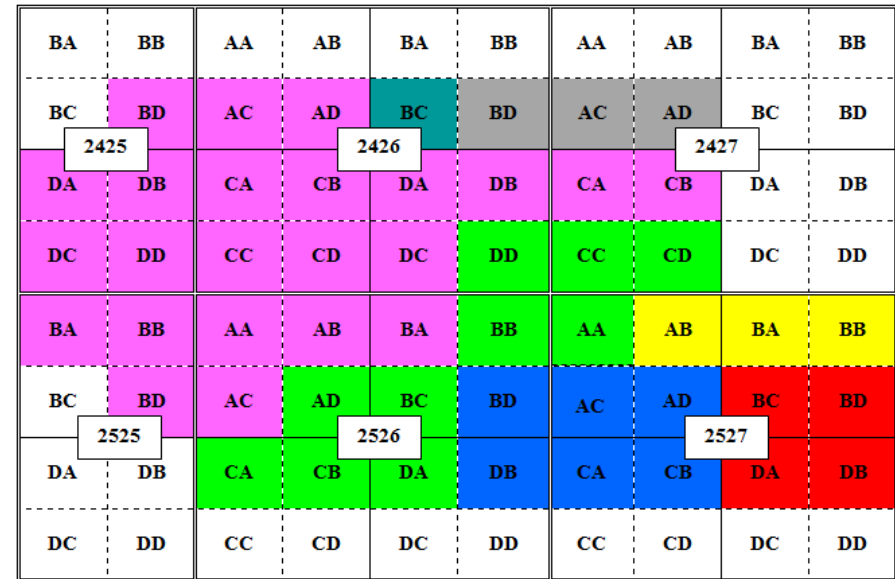 BA BB AA AB BA BB AA AB BA BB
BC BD AC AD BC BD AC AD BC BD
2425 2426 2427
DA DB CA CB DA DB CA CB DA DB
DC DD CC CD DC DD CC CD DC DD
BA BB AA AB BA BB AA AB BA BB
BC BD AC AD BC BD AC AD BC BD
2525 2526 2527
DA DB CA CB DA DB CA CB DA DB
DC DD CC CD DC DD CC CD DC DD